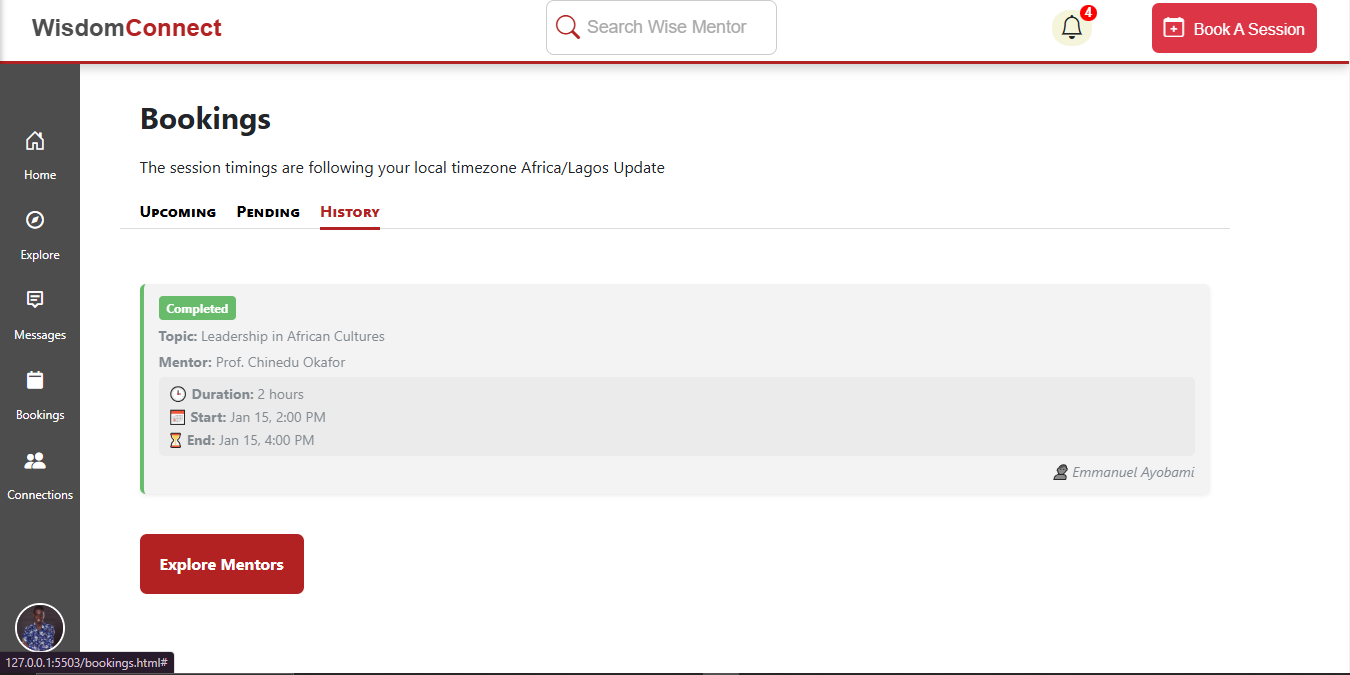 WisdomConnect
Search Wise Mentor
4
Book A Session
Home
Explore
Messages
Bookings
Connections
Bookings
The session timings are following your local timezone Africa/Lagos Update
Upcoming Pending History
Completed
Topic: Leadership in African Cultures
Mentor: Prof. Chinedu Okafor
Duration: 2 hours
Start: Jan 15, 2:00 PM
End: Jan 15, 4:00 PM
Emmanuel Ayobami
Explore Mentors
127.0.0.1:5503/bookings.html#